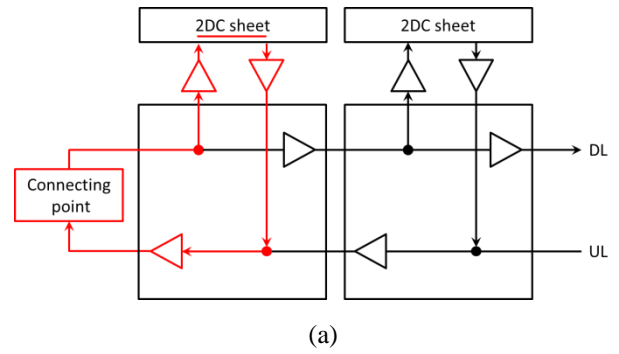 2DC sheet
2DC sheet
DL
Connecting
point
UL
(a)